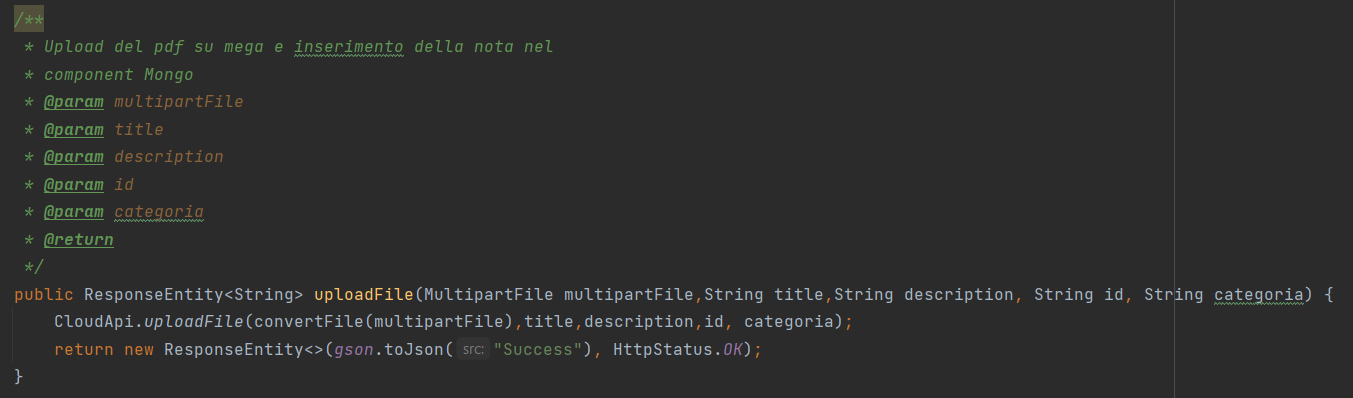 /**
* Upload del pdf su mega e inserimento della nota nel
* component Mongo
* @param multipartFile
* @param title
* @param description
* @param id
* @param categoria
* @return
*/
public ResponseEntity<String> uploadFile(MultipartFile multipartFile,String title,String description, String id, String categoria) {
CloudApi.uploadFile(convertFile(multipartFile),title,description,id, categoria);
return new ResponseEntity<>(gson.toJson( src: "Success"), HttpStatus.OK);
}